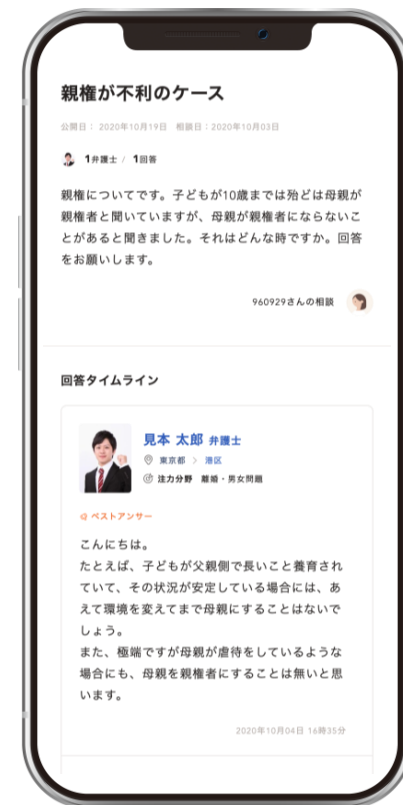 親権が不利のケース
公開日： 2020年10月19日 相談日：2020年10月03日
1弁護士 / 1回答
親権についてです。子どもが10歳までは殆どは母親が
親権者と聞いていますが、母親が親権者にならないこ
とがあると聞きました。それはどんな時ですか。回答
をお願いします。
960929さんの相談
回答タイムライン
見本 太郎 弁護士
東京都 > 港区
注力分野 離婚・男女問題
ベストアンサー
こんにちは。
たとえば、子どもが父親側で長いこと養育され
ていて、その状況が安定している場合には、あ
えて環境を変えてまで母親にすることはないで
しょう。
また、極端ですが母親が虐待をしているような
場合にも、母親を親権者にすることは無いと思
います。
2020年10月04日 16時35分